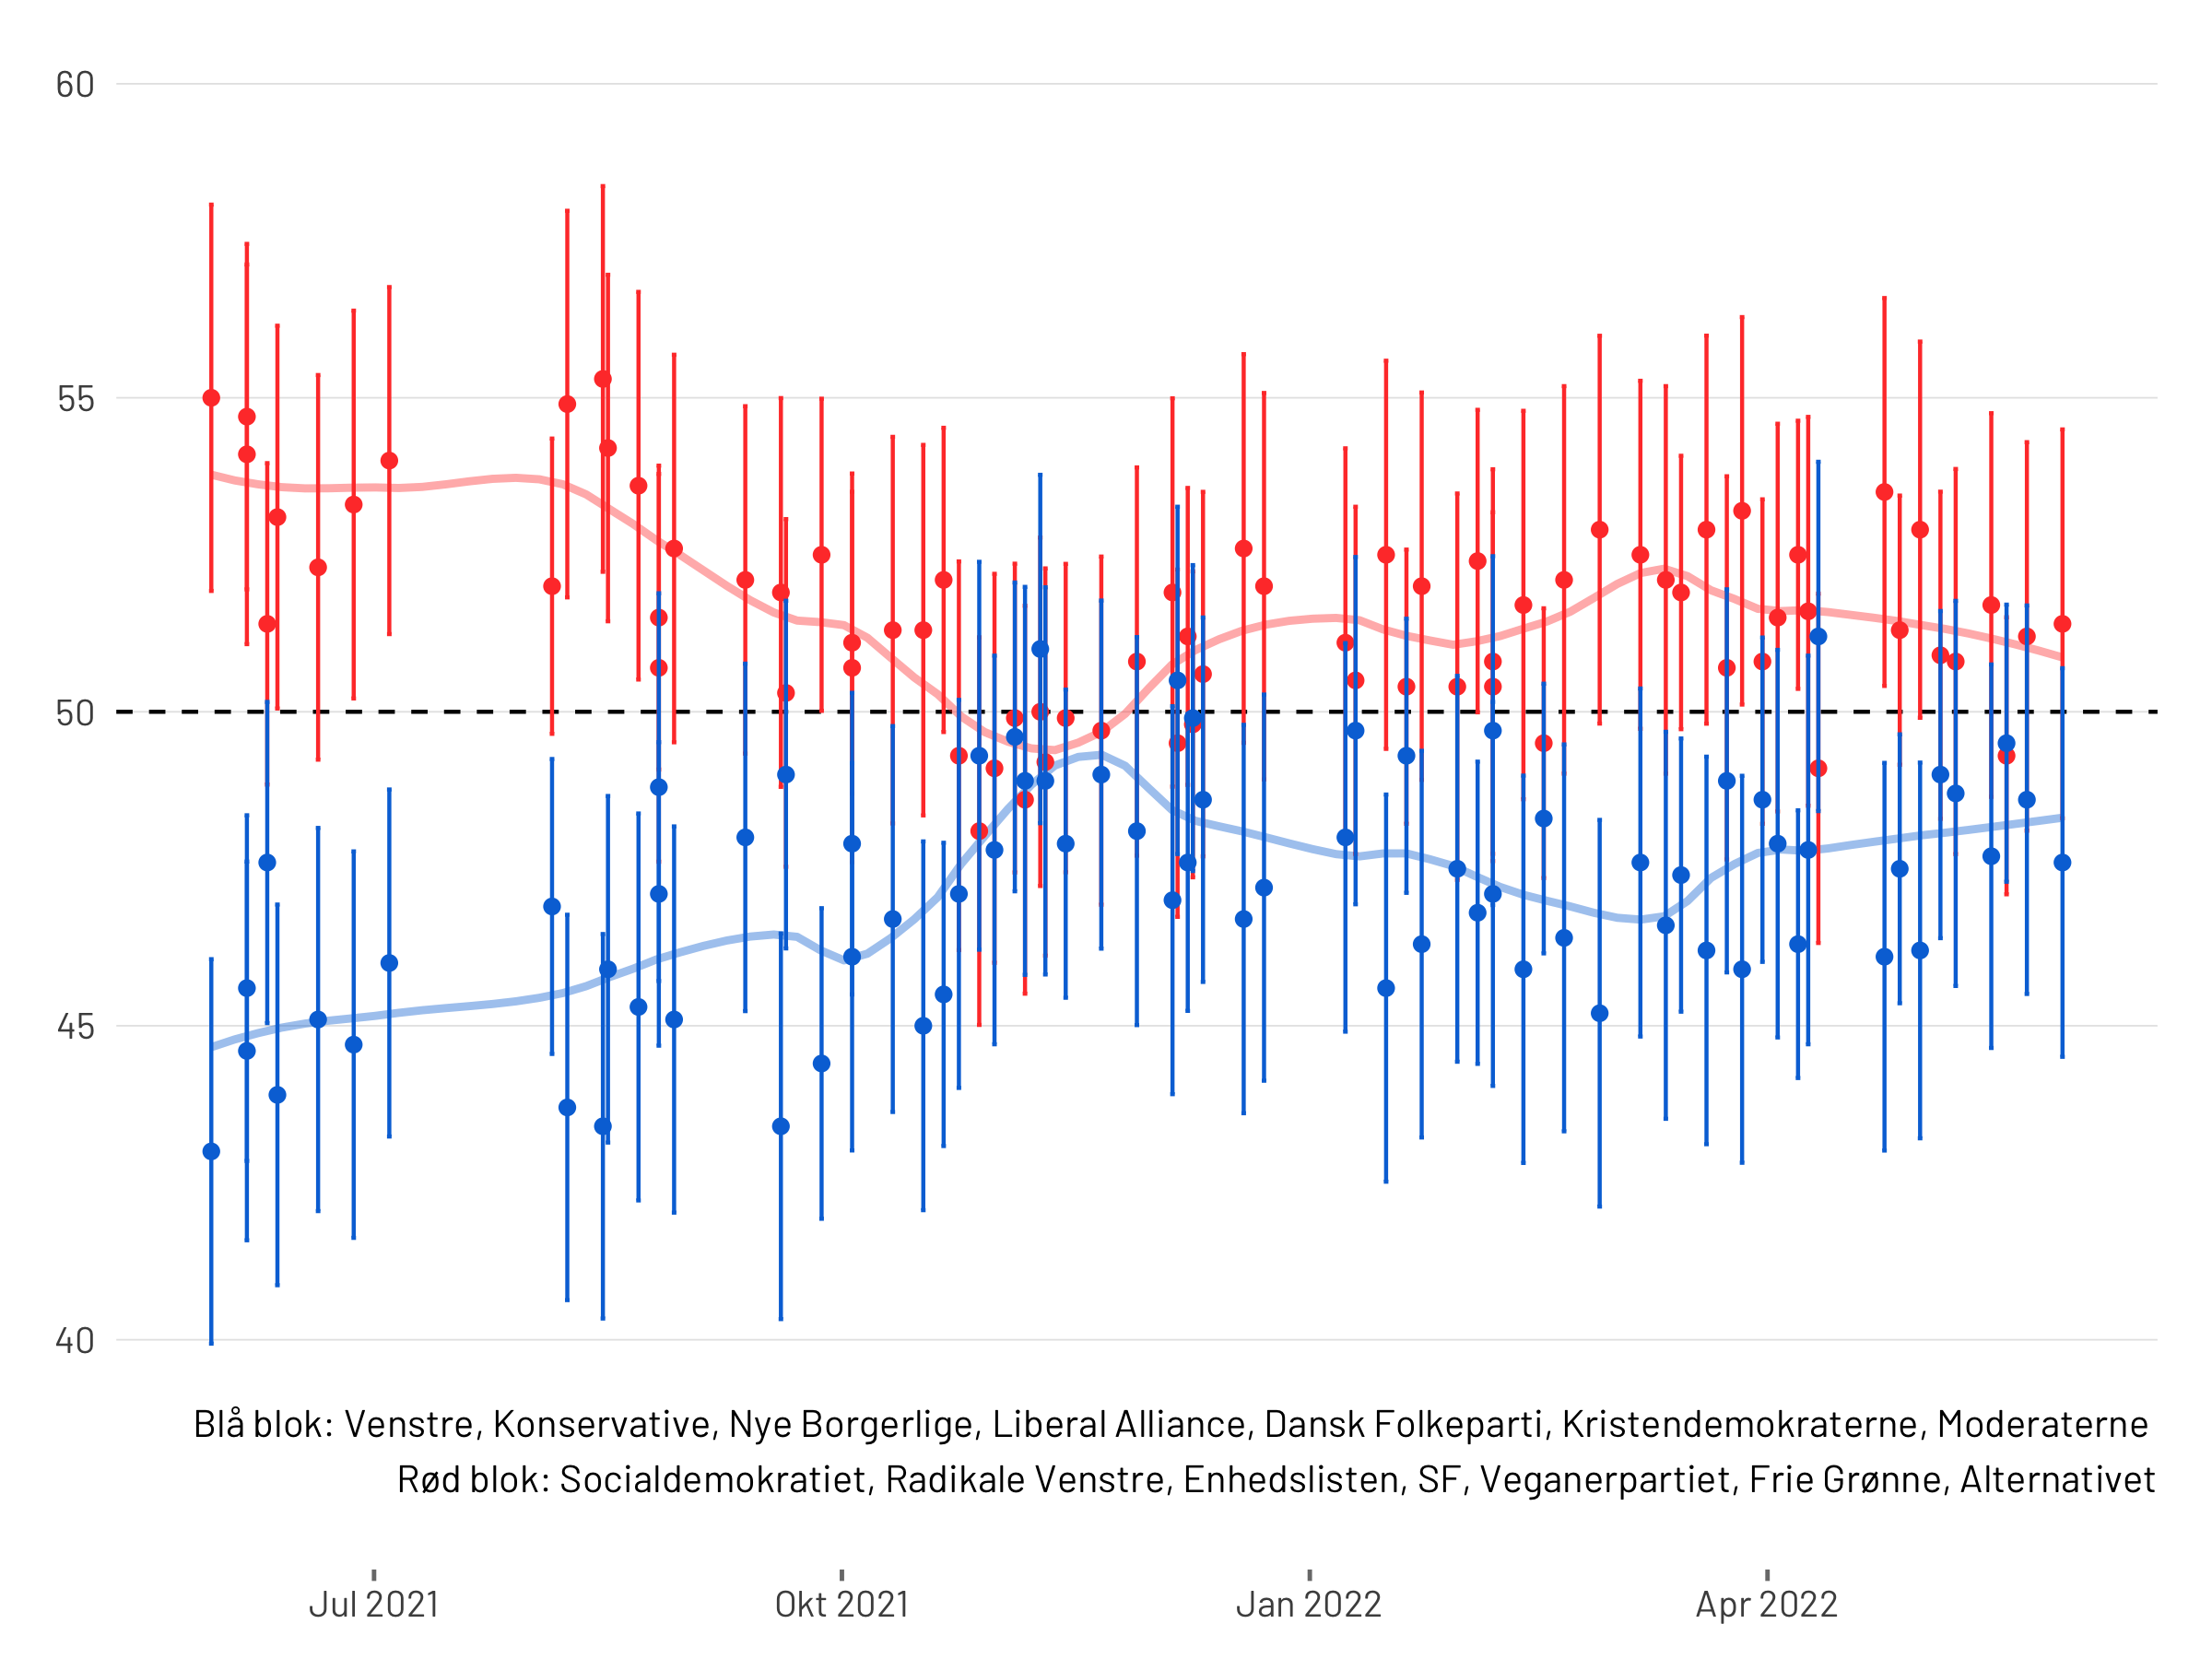 60
55
50
45
40
Blå blok: Venstre, Konservative, Nye Borgerlige, Liberal Alliance, Dansk Folkeparti, Kristendemokraterne, Moderaterne
Rød blok: Socialdemokratiet, Radikale Venstre, Enhedslisten, SF, Veganerpartiet, Frie Grønne, Alternativet
Jul 2021 Okt 2021 Jan 2022 Apr 2022